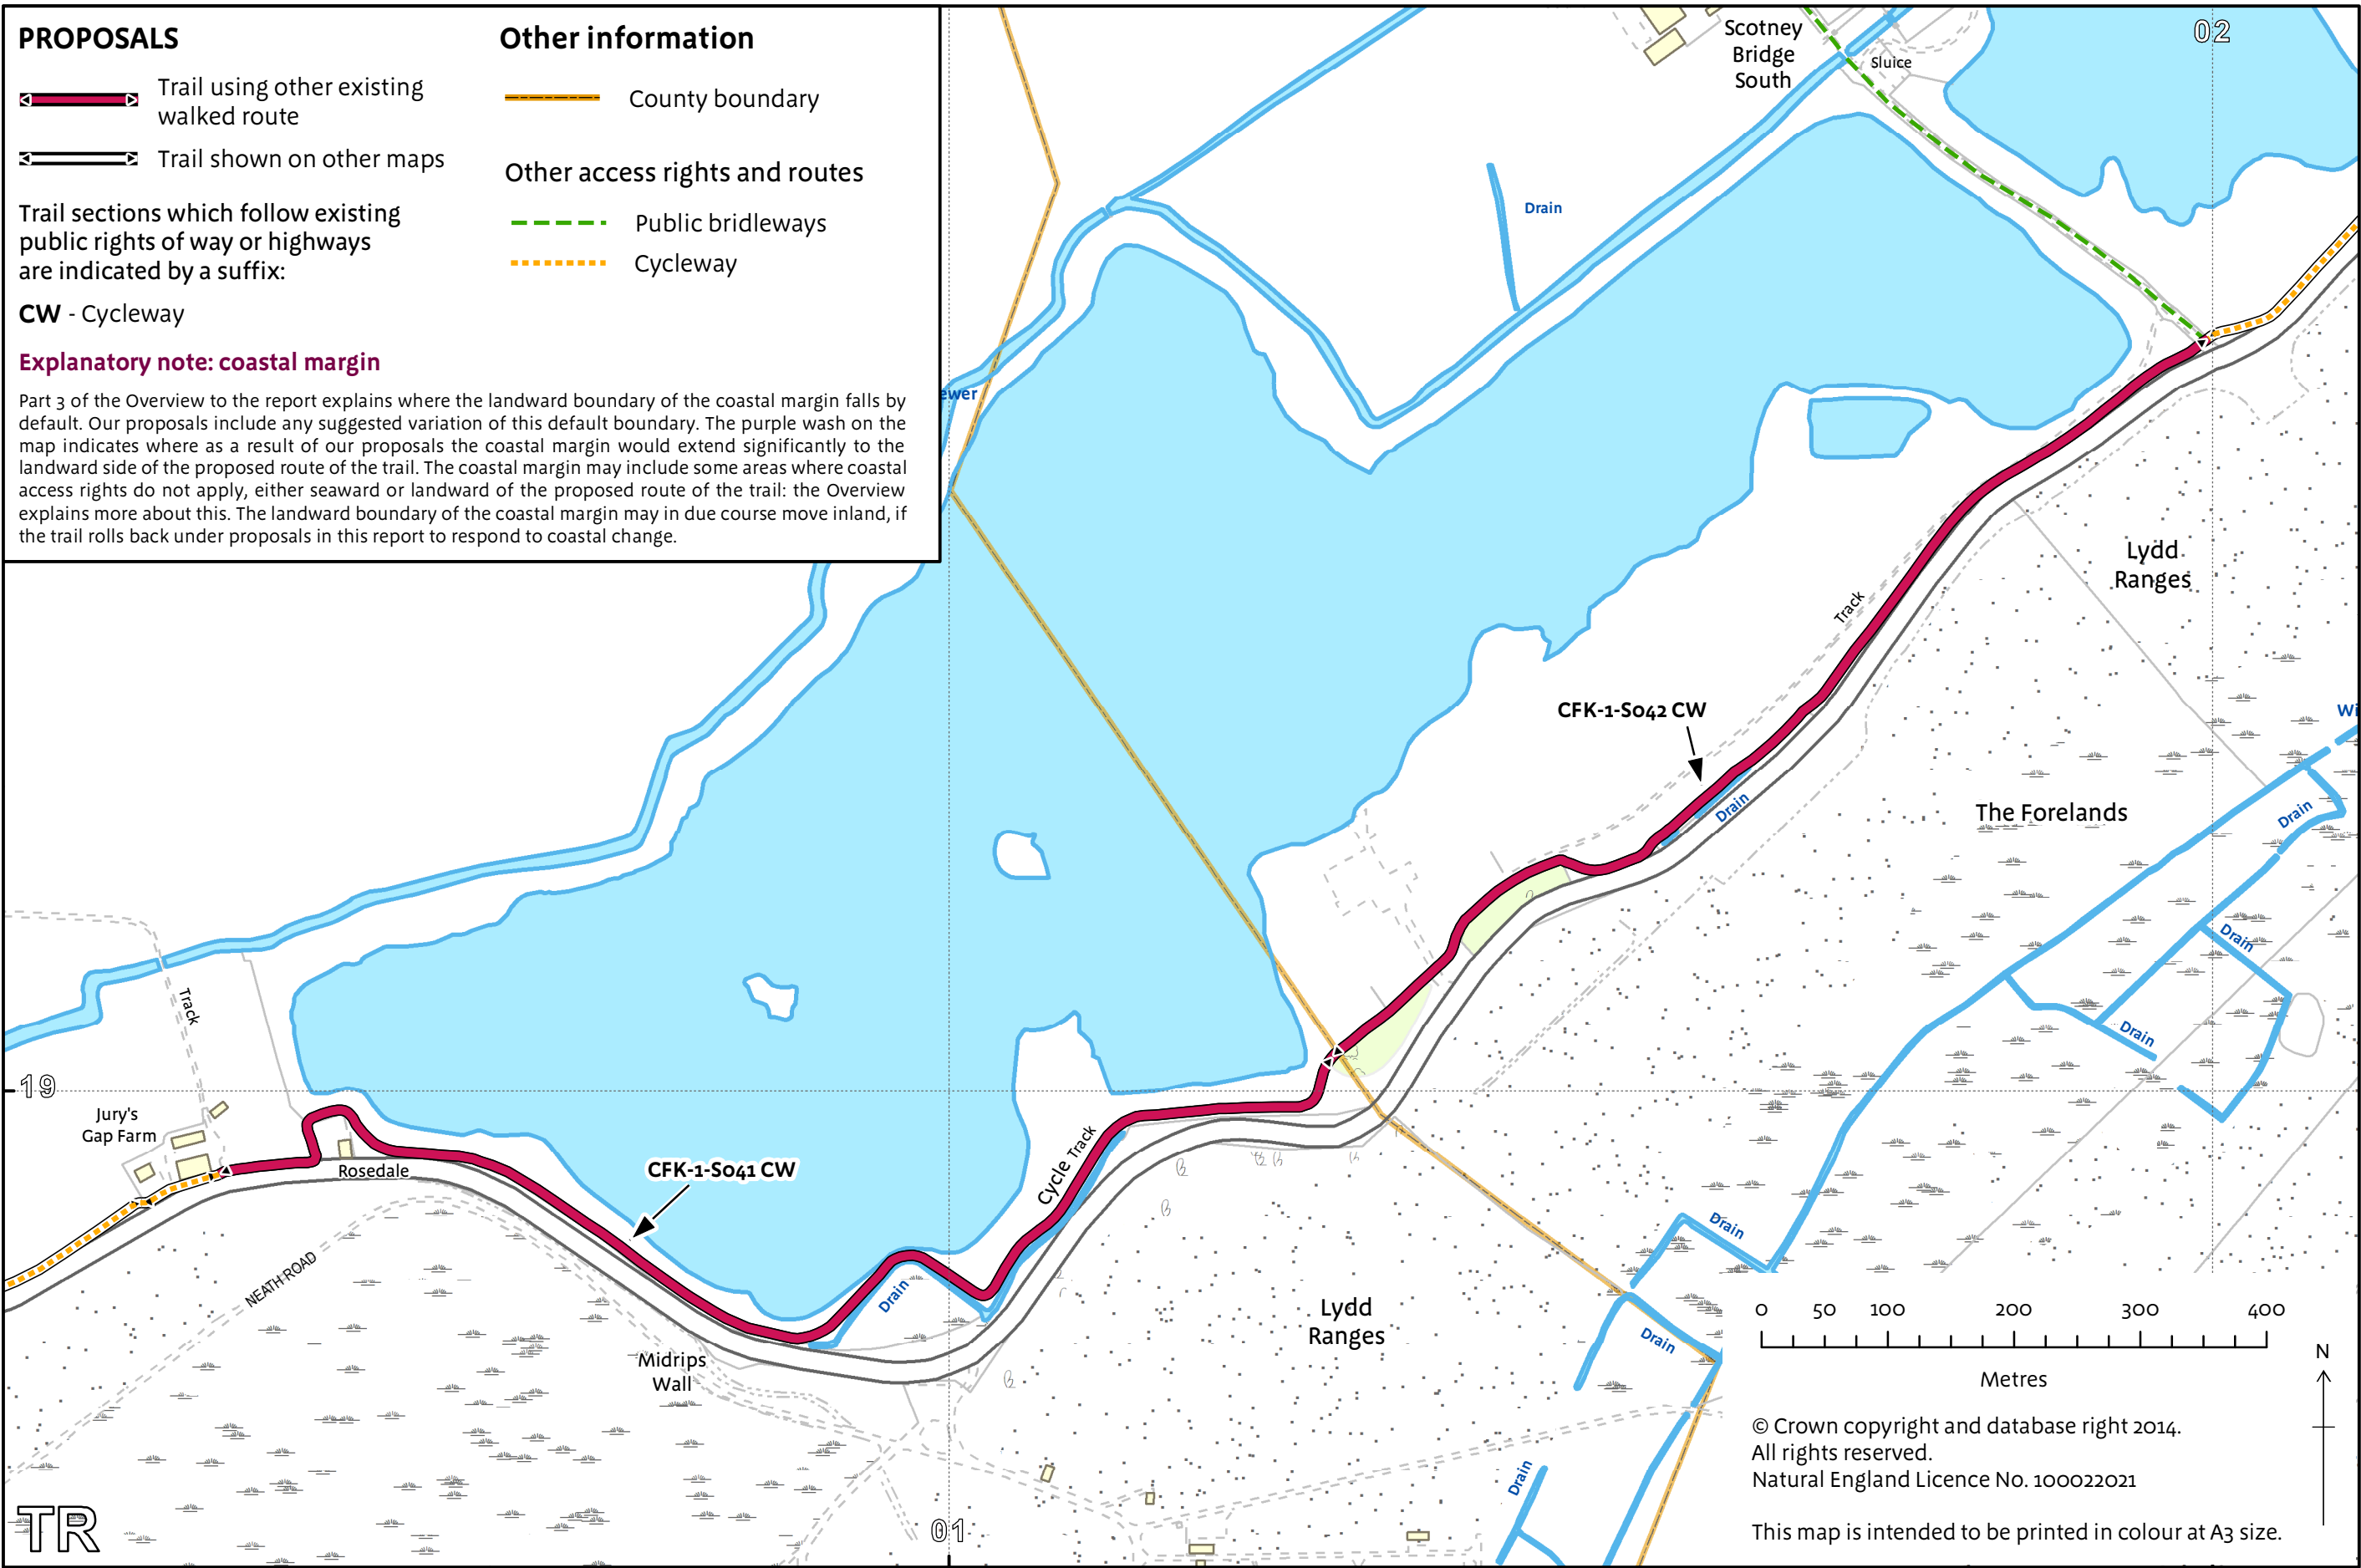 PROPOSALS
Trail using other existing
walked route
Trail shown on other maps
Trail sections which follow existing
public rights of way or highways
are indicated by a suffix:
CW - Cycleway
Other information
County boundary
Other access rights and routes
Public bridleways
Cycleway
Explanatory note: coastal margin
Part 3 of the Overview to the report explains where the landward boundary of the coastal margin falls by
default. Our proposals include any suggested variation of this default boundary. The purple wash on the
map indicates where as a result of our proposals the coastal margin would extend significantly to the
landward side of the proposed route of the trail. The coastal margin may include some areas where coastal
access rights do not apply, either seaward or landward of the proposed route of the trail: the Overview
explains more about this. The landward boundary of the coastal margin may in due course move inland, if
the trail rolls back under proposals in this report to respond to coastal change.
Scotney
Bridge
South
Sluice
02
Drain
ewer
Lydd
Ranges
Track
CFK-1-S042 CW
Wi
Drain
The Forelands
Drain
Drain
Drain
Track
19
Jury's
Gap Farm
Rosedale
CFK-1-S041 CW
Cycle Track
NEATH ROAD
Drain
Drain
Lydd
Ranges
Drain
Midrips
Wall
Drain
01
TR
0 50 100 200 300 400
Metres
N
© Crown copyright and database right 2014.
All rights reserved.
Natural England Licence No. 100022021
This map is intended to be printed in colour at A3 size.